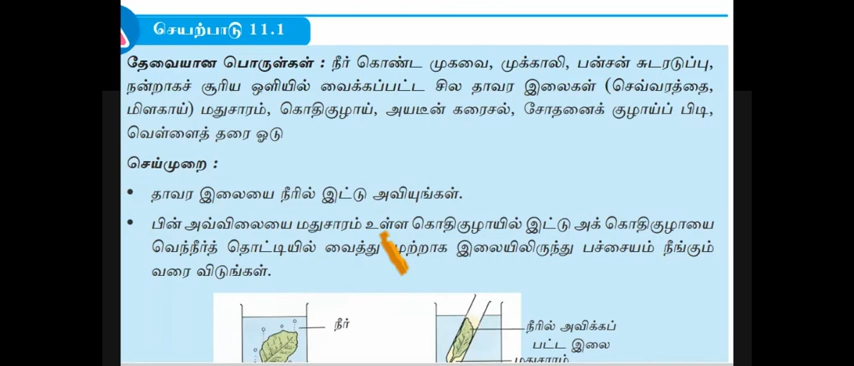 செயற்பாடு 11.1
தேவையான பொருள்கள் : நீர் கொண்ட முகவை, முக்காலி, பன்சன் சுடரடுப்பு,
நன்றாகச் சூரிய ஒளியில் வைக்கப்பட்ட சில தாவர இலைகள் (செவ்வரத்தை,
மிளகாய்) மதுசாரம், கொதிகுழாய், அயடீன் கரைசல், சோதனைக் குழாய்ப் பிடி,
வெள்ளைத் தரை ஓடு
செய்முறை :
• தாவர இலையை நீரில் இட்டு அவியுங்கள்.
• பின் அவ்விலையை மதுசாரம் உள்ள கொதிகுழாயில் இட்டு அக் கொதிகுழாயை
வெந்நீர்த் தொட்டியில் வைத்து இலையிலிருந்து பச்சையம் நீங்கும்
வரை விடுங்கள்.
நீர்
நீரில் அவிக்கப்
பட்ட இலை
மதுசாரம்